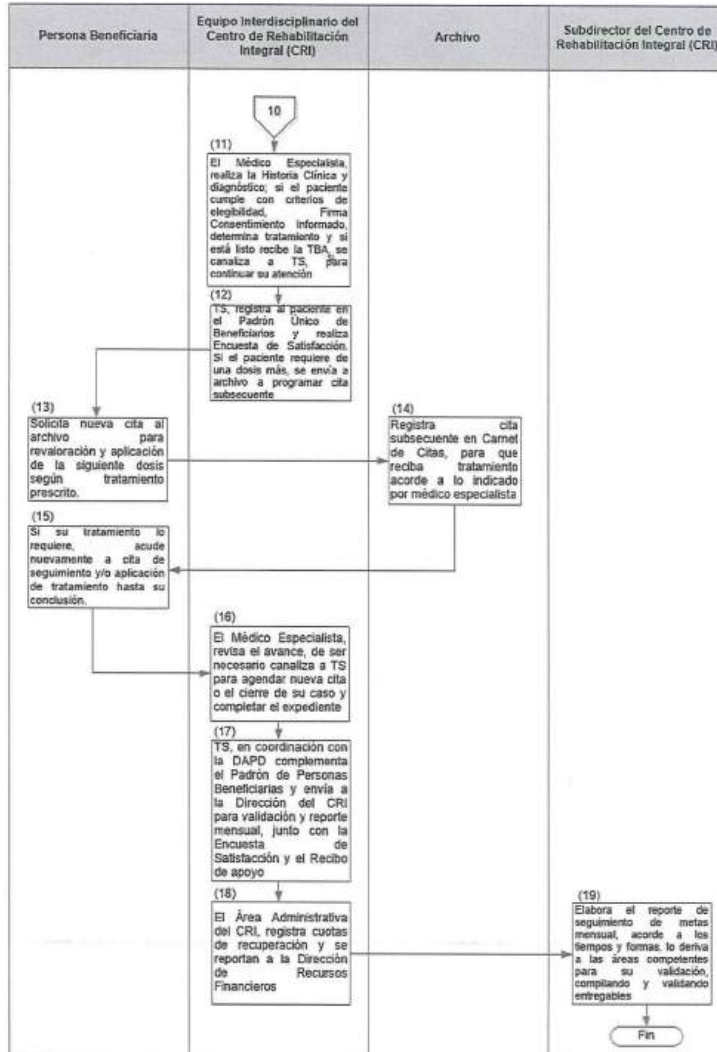 Persona Beneficiaria
Equipo Interdisciplinario del
Centro de Rehabilitación
Integral (CRI)
Archivo
Subdirector del Centro de
Rehabilitación Integral (CRI)
10
(11)
El Médico Especialista,
realiza la Historia Clínica y
diagnóstico; si el paciente
cumple con criterios de
elegibilidad, Firma
Consentimiento Informado,
determina tratamiento y si
está listo recibe la TBA, se
canaliza a TS, para
continuar su atención
(12)
TS, registra al paciente en
el Padrón Único de
Beneficiarios y realiza
Encuesta de Satisfacción.
Si el paciente requiere de
una dosis más, se envía a
archivo a programar cita
subsecuente
(13)
Solicita nueva cita al
archivo para
revaloración y aplicación
de la siguiente dosis
según tratamiento
prescrito.
(14)
Registra cita
subsecuente en Carnet
de Citas, para que
reciba tratamiento
acorde a lo indicado
por médico especialista
(15)
Si su tratamiento lo
requiere, acude
nuevamente a cita de
seguimiento y/o aplicación
de tratamiento hasta su
conclusión.
(16)
El Médico Especialista,
revisa el avance, de ser
necesario canaliza a TS
para agendar nueva cita
o el cierre de su caso y
completar el expediente
(17)
TS, en coordinación con
la DAPD complementa
el Padrón de Personas
Beneficiarias y envía a
la Dirección del CRI
para validación y reporte
mensual, junto con la
Encuesta de
Satisfacción y el Recibo
de apoyo
(18)
El Área Administrativa
del CRI, registra cuotas
de recuperación y se
reportan a la Dirección
de Recursos
Financieros
(19)
Elabora el reporte de
seguimiento de metas
mensual, acorde a los
tiempos y formas, lo deriva
a las áreas competentes
para su validación,
compilando y validando
entregables
Fin